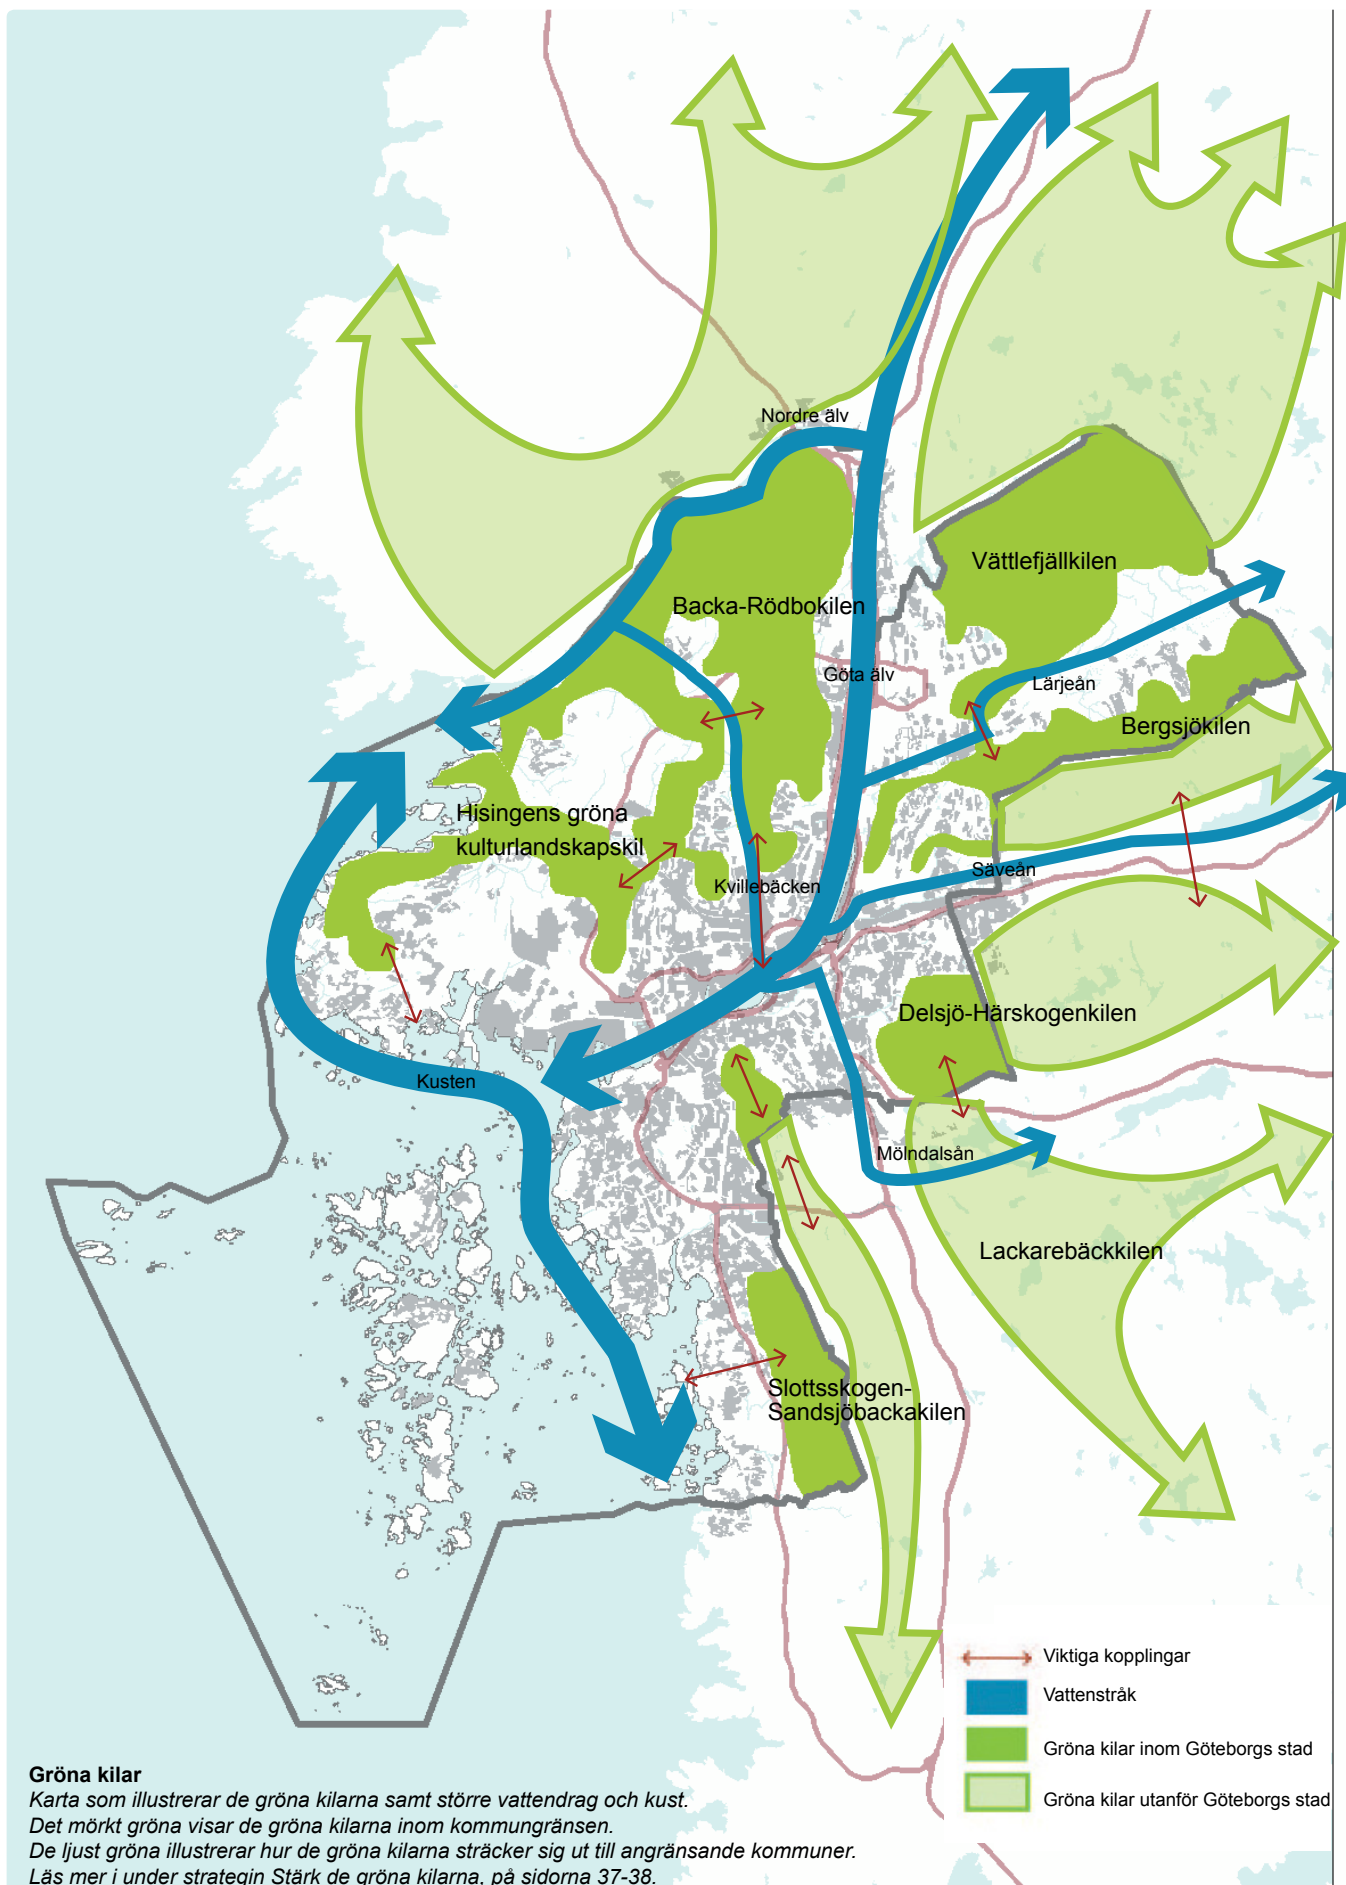 Nordre älv
Vättlefjällkilen
Backa-Rödbokilen
Göta älv
Lärjeån
Bergsjökilen
Hisingens gröna
kulturlandskapskil
Kvillebäcken
Säveån
Delsjö-Härskogenkilen
Kusten
Mölndalsån
Lackarebäckkilen
Slottsskogen-
Sandsjöbackakilen
Viktiga kopplingar
Vattenstråk
Gröna kilar inom Göteborgs stad
Gröna kilar utanför Göteborgs stad
Gröna kilar
Karta som illustrerar de gröna kilarna samt större vattendrag och kust.
Det mörkt gröna visar de gröna kilarna inom kommungränsen.
De ljust gröna illustrerar hur de gröna kilarna sträcker sig ut till angränsande kommuner.
Läs mer i under strategin Stärk de gröna kilarna, på sidorna 37-38.